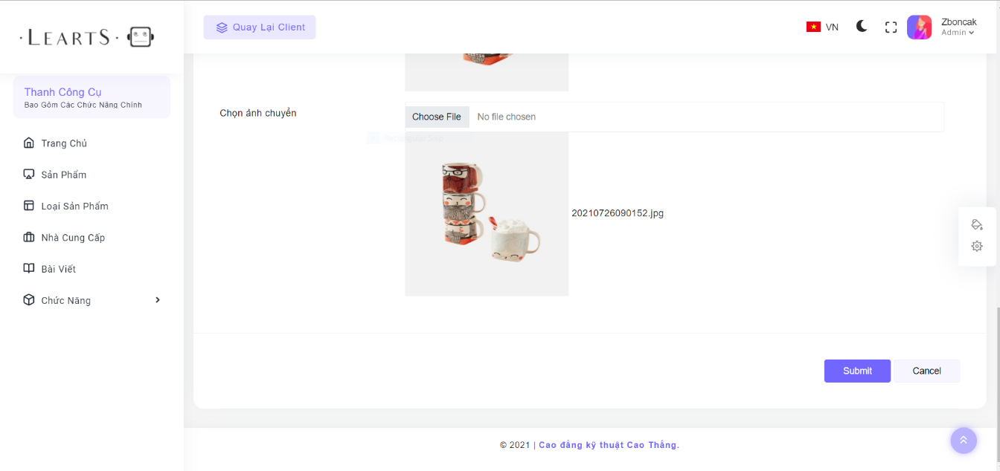 · LEARTS ·
Quay Lại Client
VN
Zboncak
Admin
Thanh Công Cụ
Bao Gồm Các Chức Năng Chính
Trang Chủ
Sản Phẩm
Loại Sản Phẩm
Nhà Cung Cấp
Bài Viết
Chức Năng
Chọn ảnh chuyển
Choose File No file chosen
Rectangular Snip
20210726090152.jpg
Submit
Cancel
© 2021 | Cao đẳng kỹ thuật Cao Thắng.